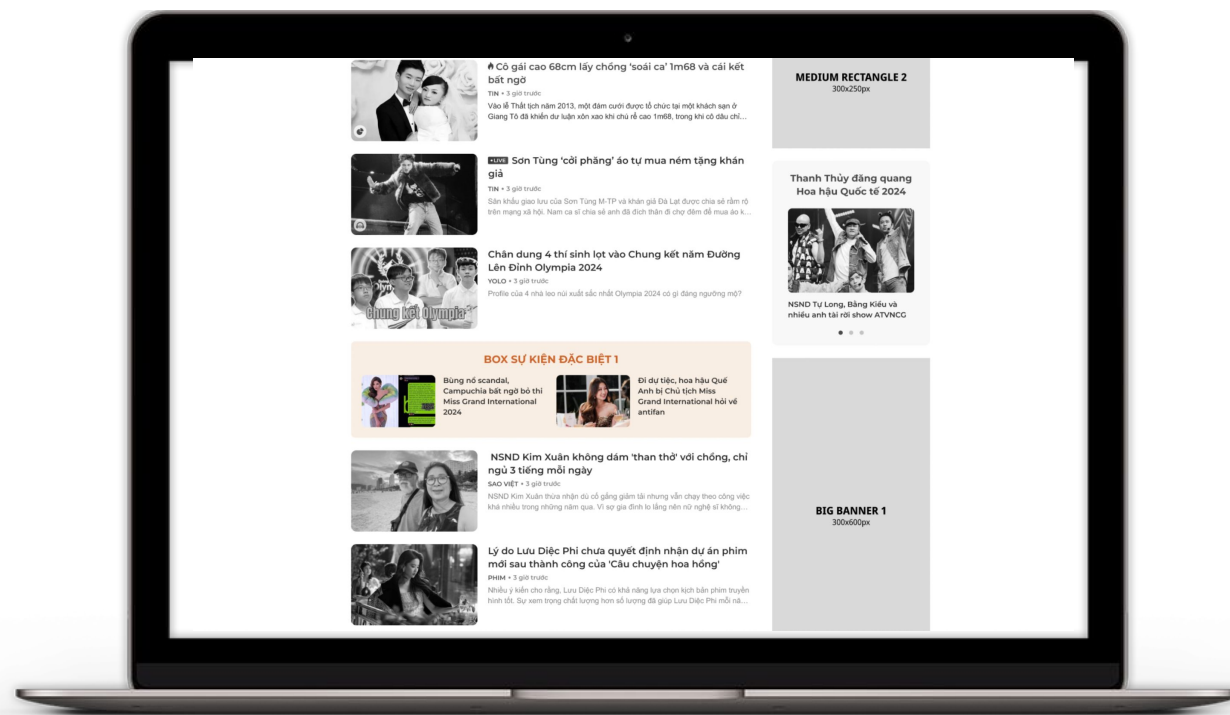 Cô gái cao 68cm lấy chồng ‘soái ca’ 1m68 và cái kết
bất ngờ
TIN • 3 giờ trước
Vào lễ Thất tịch năm 2013, một đám cưới được tổ chức tại một khách sạn ở
Giang Tô đã khiến dư luận xôn xao khi chú rể cao 1m68, trong khi cô dâu chỉ...
• LIVE Sơn Tùng ‘cởi phăng’ áo tự mua ném tặng khán
giả
TIN • 3 giờ trước
Sân khấu giao lưu của Sơn Tùng M-TP và khán giả Đà Lạt được chia sẻ rầm rộ
trên mạng xã hội. Nam ca sĩ chia sẻ anh đã đích thân đi chợ đêm để mua áo k...
Chung kết Olympia
Chân dung 4 thí sinh lọt vào Chung kết năm Đường
Lên Đỉnh Olympia 2024
YOLO • 3 giờ trước
Profile của 4 nhà leo núi xuất sắc nhất Olympia 2024 có gì đáng ngưỡng mộ?
BOX SỰ KIỆN ĐẶC BIỆT 1
Bùng nổ scandal,
Campuchia bất ngờ bỏ thi
Miss Grand International
2024
Đi dự tiệc, hoa hậu Quế
Anh bị Chủ tịch Miss
Grand International hỏi về
antifan
NSND Kim Xuân không dám 'than thở' với chồng, chỉ
ngủ 3 tiếng mỗi ngày
SAO VIỆT • 3 giờ trước
NSND Kim Xuân thừa nhận dù cố gắng giảm tải nhưng vẫn chạy theo công việc
khá nhiều trong những năm qua. Vì sợ gia đình lo lắng nên nữ nghệ sĩ không...
Lý do Lưu Diệc Phi chưa quyết định nhận dự án phim
mới sau thành công của 'Câu chuyện hoa hồng'
PHIM • 3 giờ trước
Nhiều ý kiến cho rằng, Lưu Diệc Phi có khả năng lựa chọn kịch bản phim truyền
hình tốt. Sự xem trọng chất lượng hơn số lượng đã giúp Lưu Diệc Phi mỗi nă...
MEDIUM RECTANGLE 2
300x250px
Thanh Thủy đăng quang
Hoa hậu Quốc tế 2024
NSND Tự Long, Bằng Kiều và
nhiều anh tài rời show ATVNCG
BIG BANNER 1
300x600px